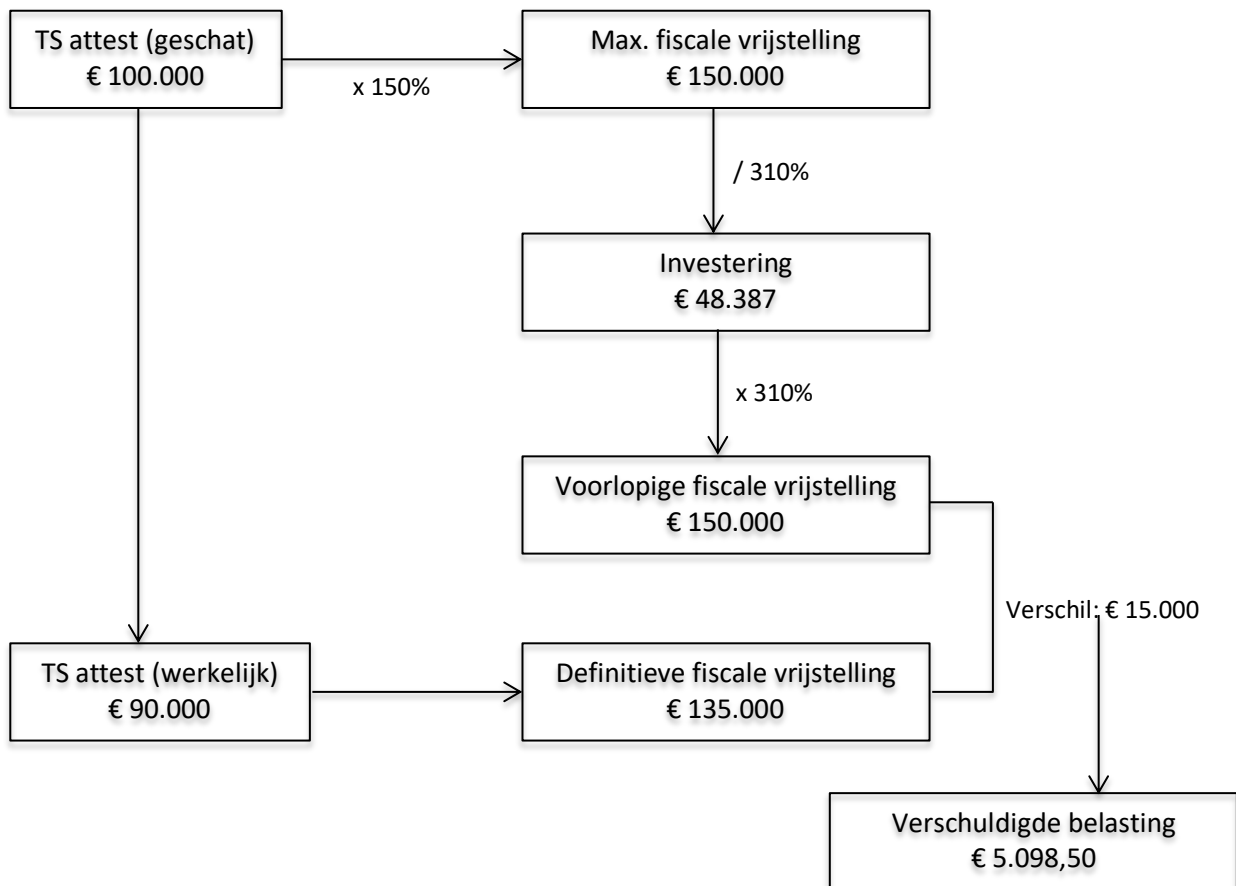 TS attest (geschat)
€ 100.000
x 150%
Max. fiscale vrijstelling
€ 150.000
/ 310%
Investering
€ 48.387
x 310%
Voorlopige fiscale vrijstelling
€ 150.000
Verschil: € 15.000
TS attest (werkelijk)
€ 90.000
Definitieve fiscale vrijstelling
€ 135.000
Verschuldigde belasting
€ 5.098,50